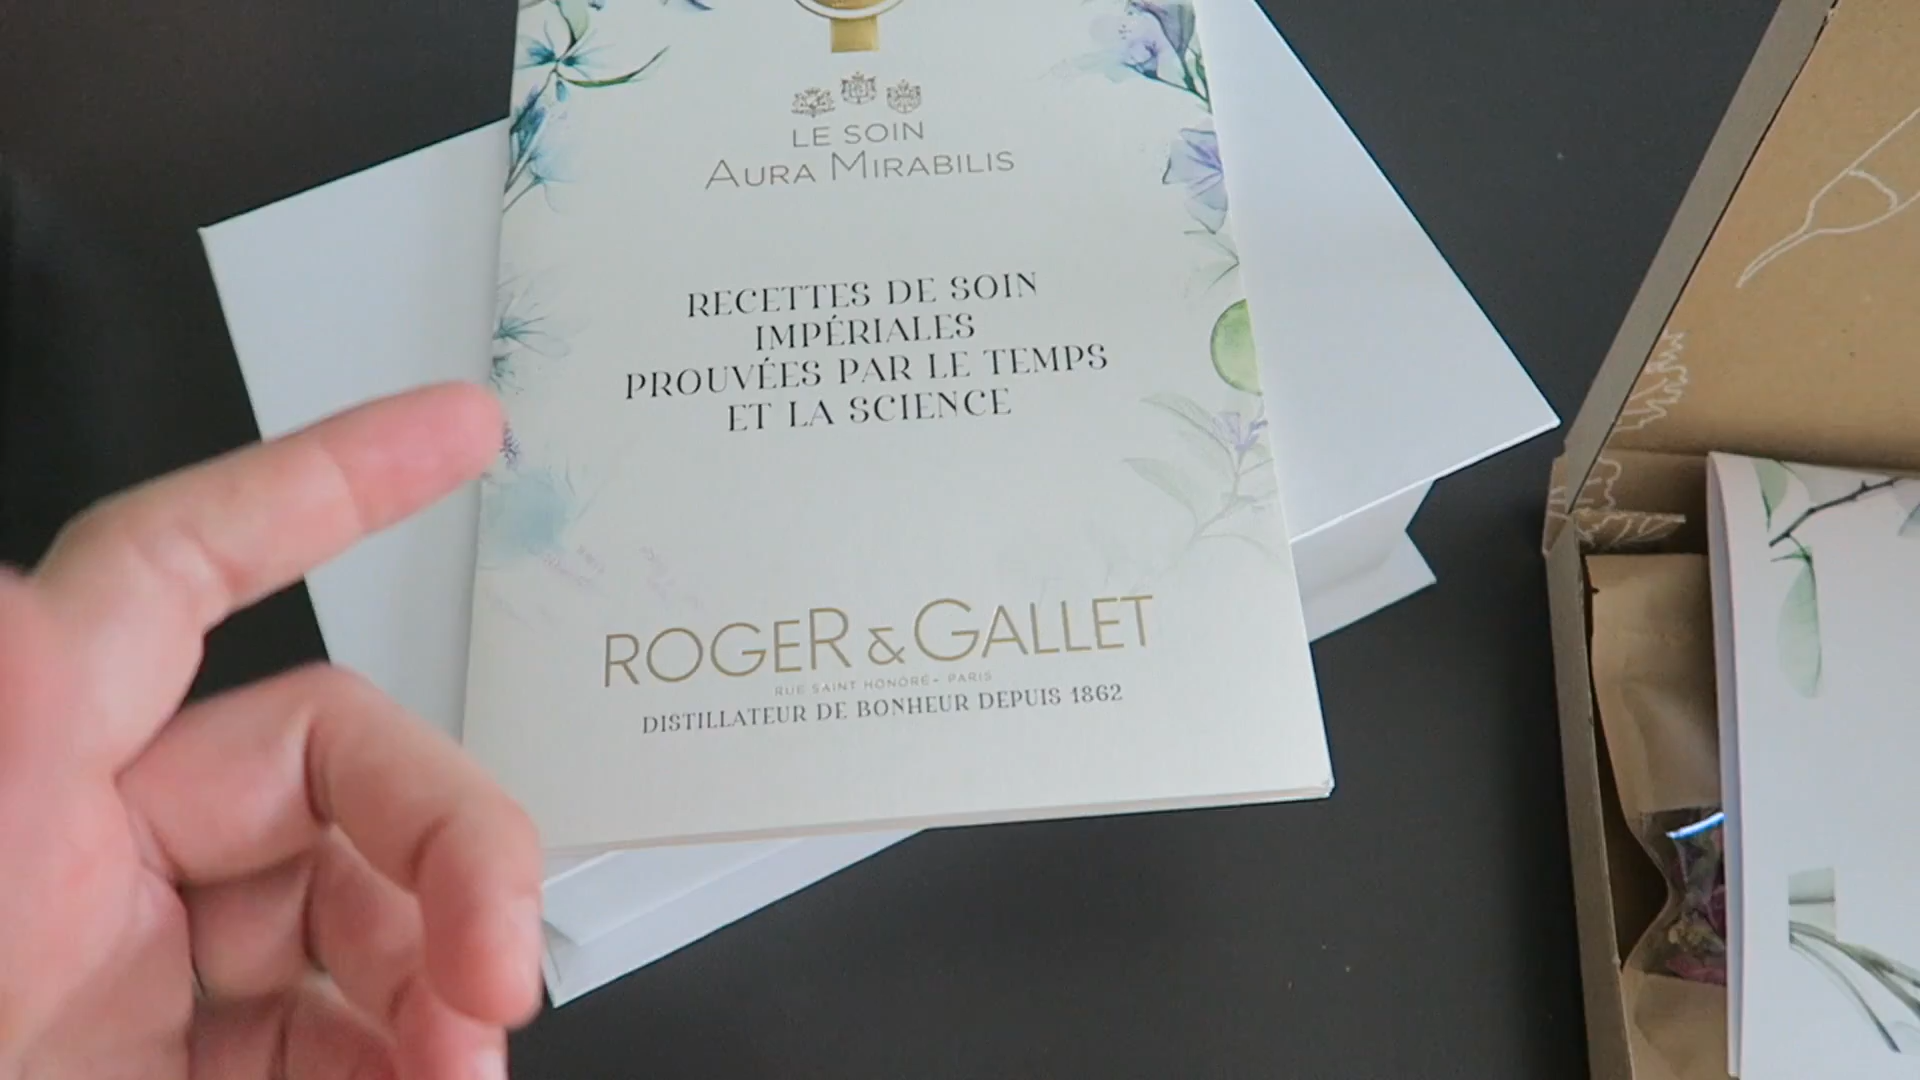 LE SOIN
AURA MIRABILIS
RECETTES DE SOIN
IMPÉRIALES
PROUVÉES PAR LE TEMPS
ET LA SCIENCE
ROGER & GALLET
RUE SAINT HONORÉ - PARIS
DISTILLATEUR DE BONHEUR DEPUIS 1862